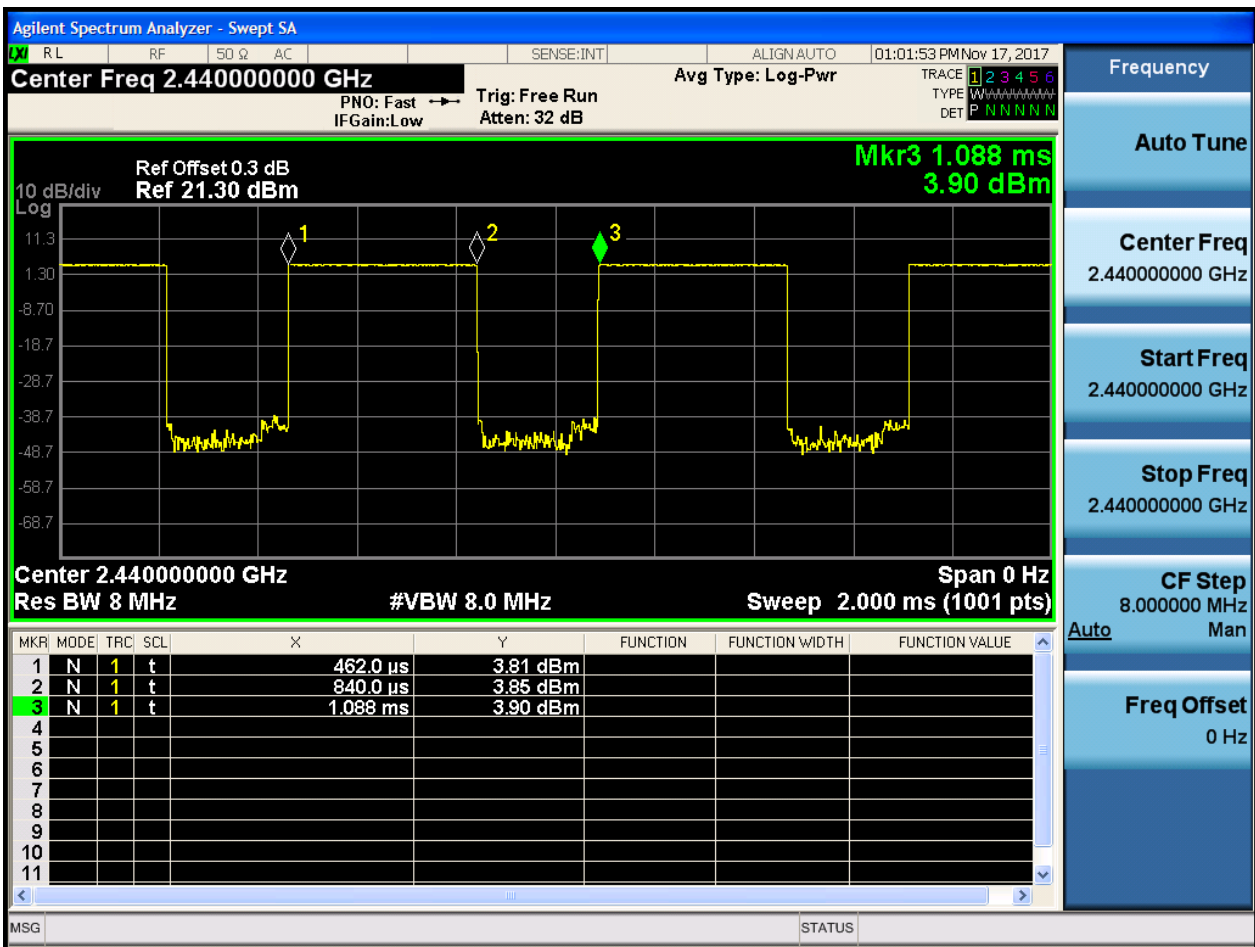 Agilent Spectrum Analyzer - Swept SA
LXI RL RF 50 Ω AC SENSE:INT ALIGN AUTO 01:01:53 PM Nov 17, 2017
Center Freq 2.440000000 GHz
PNO: Fast
IFGain:Low
Trig: Free Run
Atten: 32 dB
Avg Type: Log-Pwr
TRACE 1 2 3 4 5 6
TYPE WWWWWW
DET P N N N N N
Mkr3 1.088 ms
3.90 dBm
Ref Offset 0.3 dB
10 dB/div Ref 21.30 dBm
Log
11.3
1.30
-8.70
-18.7
-28.7
-38.7
-48.7
-58.7
-68.7
1
2
3
Center 2.440000000 GHz Span 0 Hz
Res BW 8 MHz #VBW 8.0 MHz Sweep 2.000 ms (1001 pts)
MKR MODE TRC SCL X Y FUNCTION FUNCTION WIDTH FUNCTION VALUE
1 N 1 t 462.0 µs 3.81 dBm
2 N 1 t 840.0 µs 3.85 dBm
3 N 1 t 1.088 ms 3.90 dBm
4
5
6
7
8
9
10
11
MSG STATUS
Frequency
Auto Tune
Center Freq
2.440000000 GHz
Start Freq
2.440000000 GHz
Stop Freq
2.440000000 GHz
CF Step
8.000000 MHz
Auto Man
Freq Offset
0 Hz